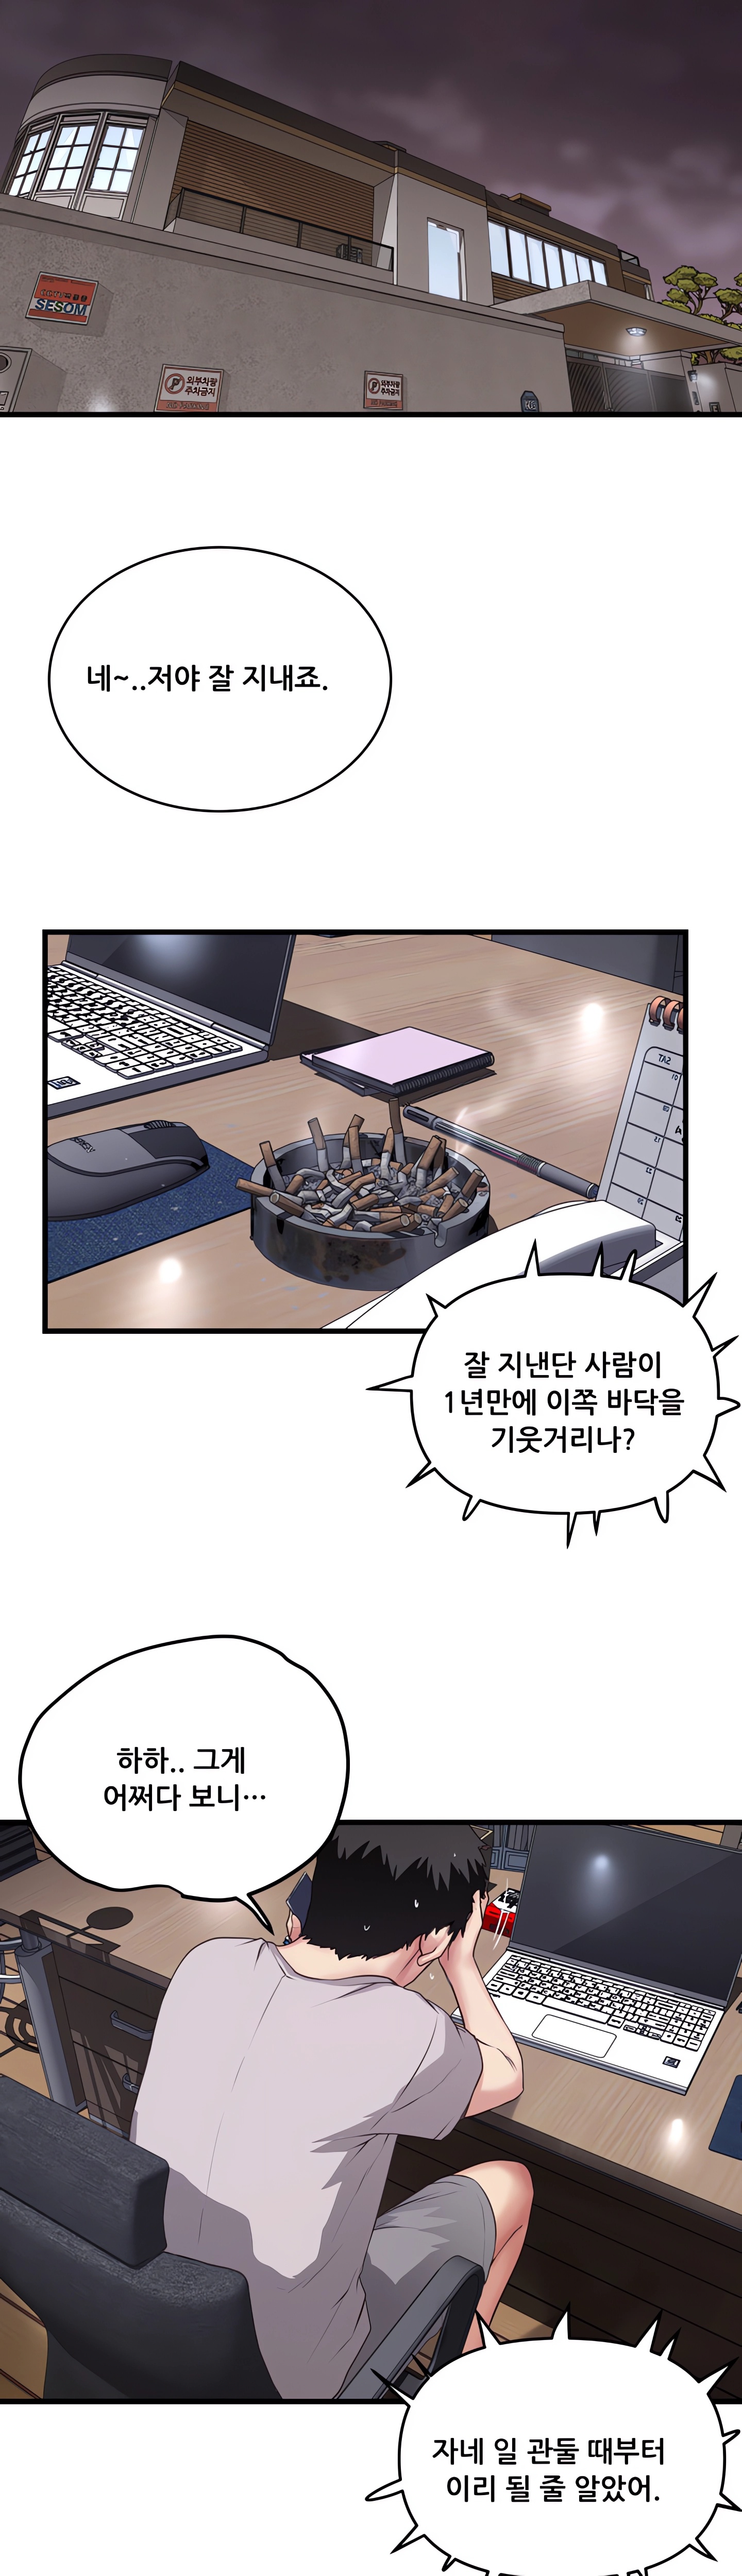 SESOM
외부차량
주차금지
외부차량
주차금지
네~..저야 잘 지내죠.
SAT
잘 지낸단 사람이
1년만에 이쪽 바닥을
기웃거리나?
하하.. 그게
어쩌다 보니…
자네 일 관둘 때부터
이리 될 줄 알았어.